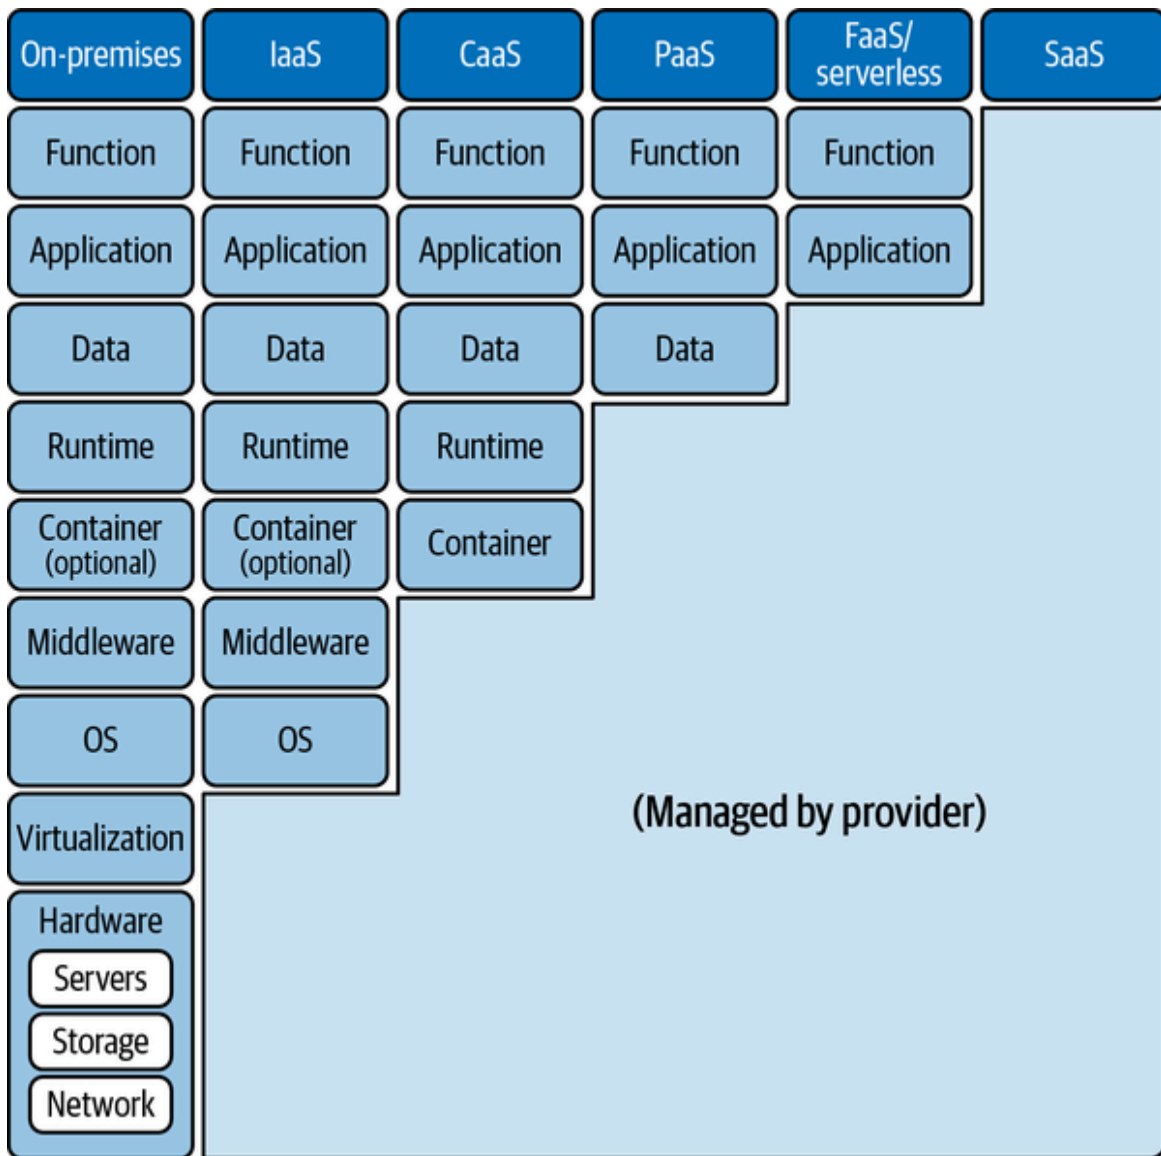 On-premises
IaaS
CaaS
PaaS
FaaS/
serverless
SaaS
Function
Function
Function
Function
Function
Application
Application
Application
Application
Application
Data
Data
Data
Data
Runtime
Runtime
Runtime
Container
(optional)
Container
(optional)
Container
Middleware
Middleware
OS
OS
Virtualization
(Managed by provider)
Hardware
Servers
Storage
Network